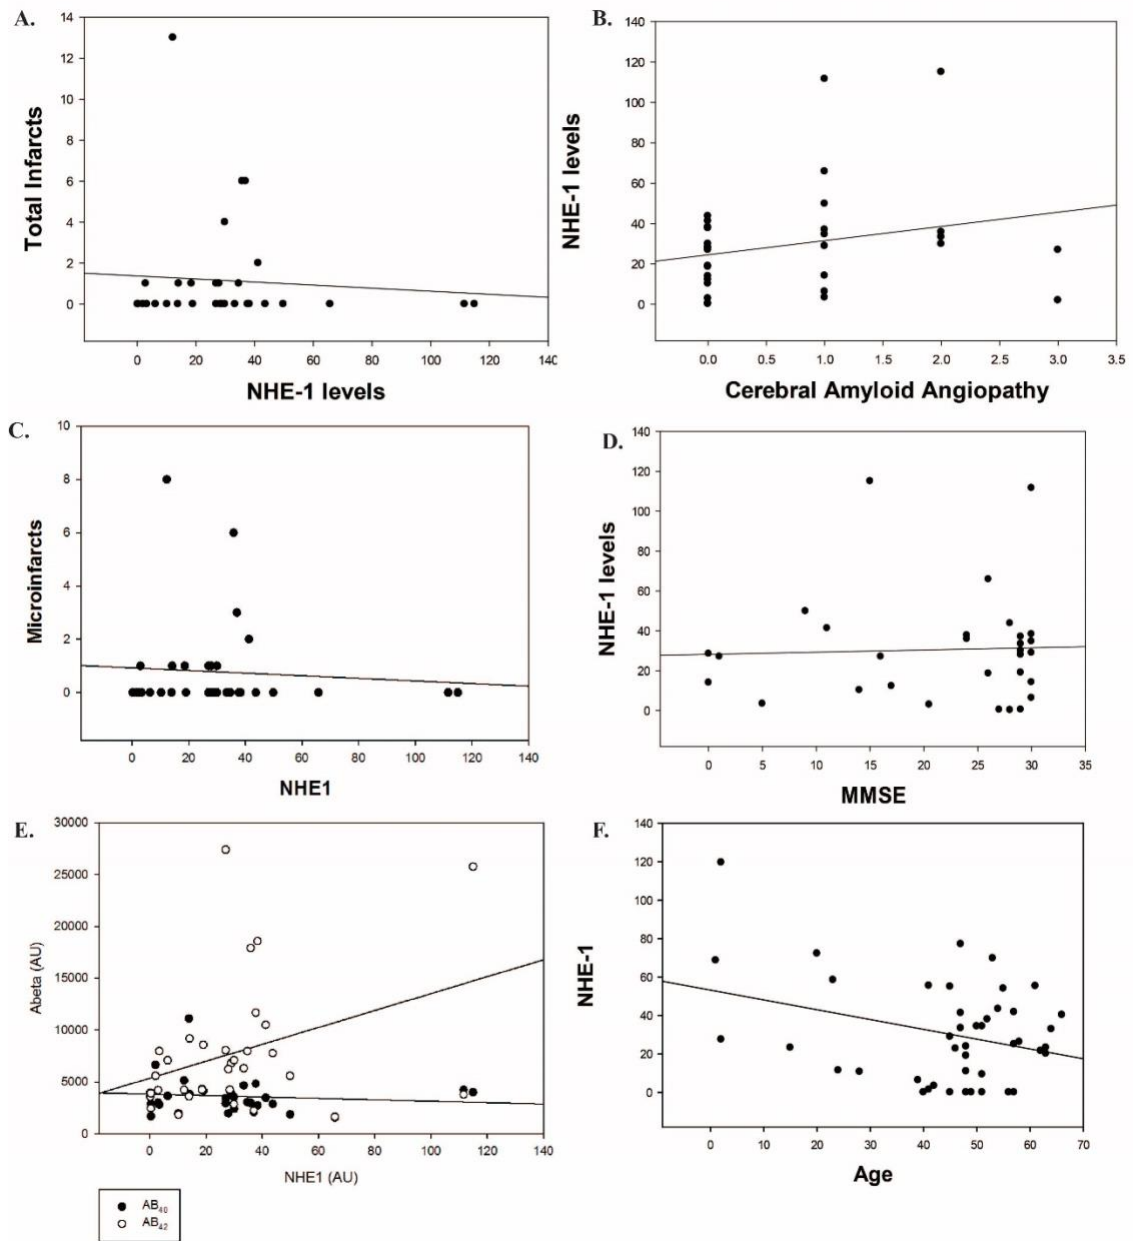 A.
14
12
10
8
6
4
2
0
Total Infarcts
0 20 40 60 80 100 120 140
NHE-1 levels
B.
140
120
100
80
60
40
20
0
NHE-1 levels
0.0 0.5 1.0 1.5 2.0 2.5 3.0 3.5
Cerebral Amyloid Angiopathy
C.
10
8
6
4
2
0
Microinfarcts
0 20 40 60 80 100 120 140
NHE1
D.
140
120
100
80
60
40
20
0
NHE-1 levels
0 5 10 15 20 25 30 35
MMSE
E.
30000
25000
20000
15000
10000
5000
0
Abeta (AU)
0 20 40 60 80 100 120 140
NHE1 (AU)
AB40
AB42
F.
140
120
100
80
60
40
20
0
NHE-1
0 10 20 30 40 50 60 70
Age